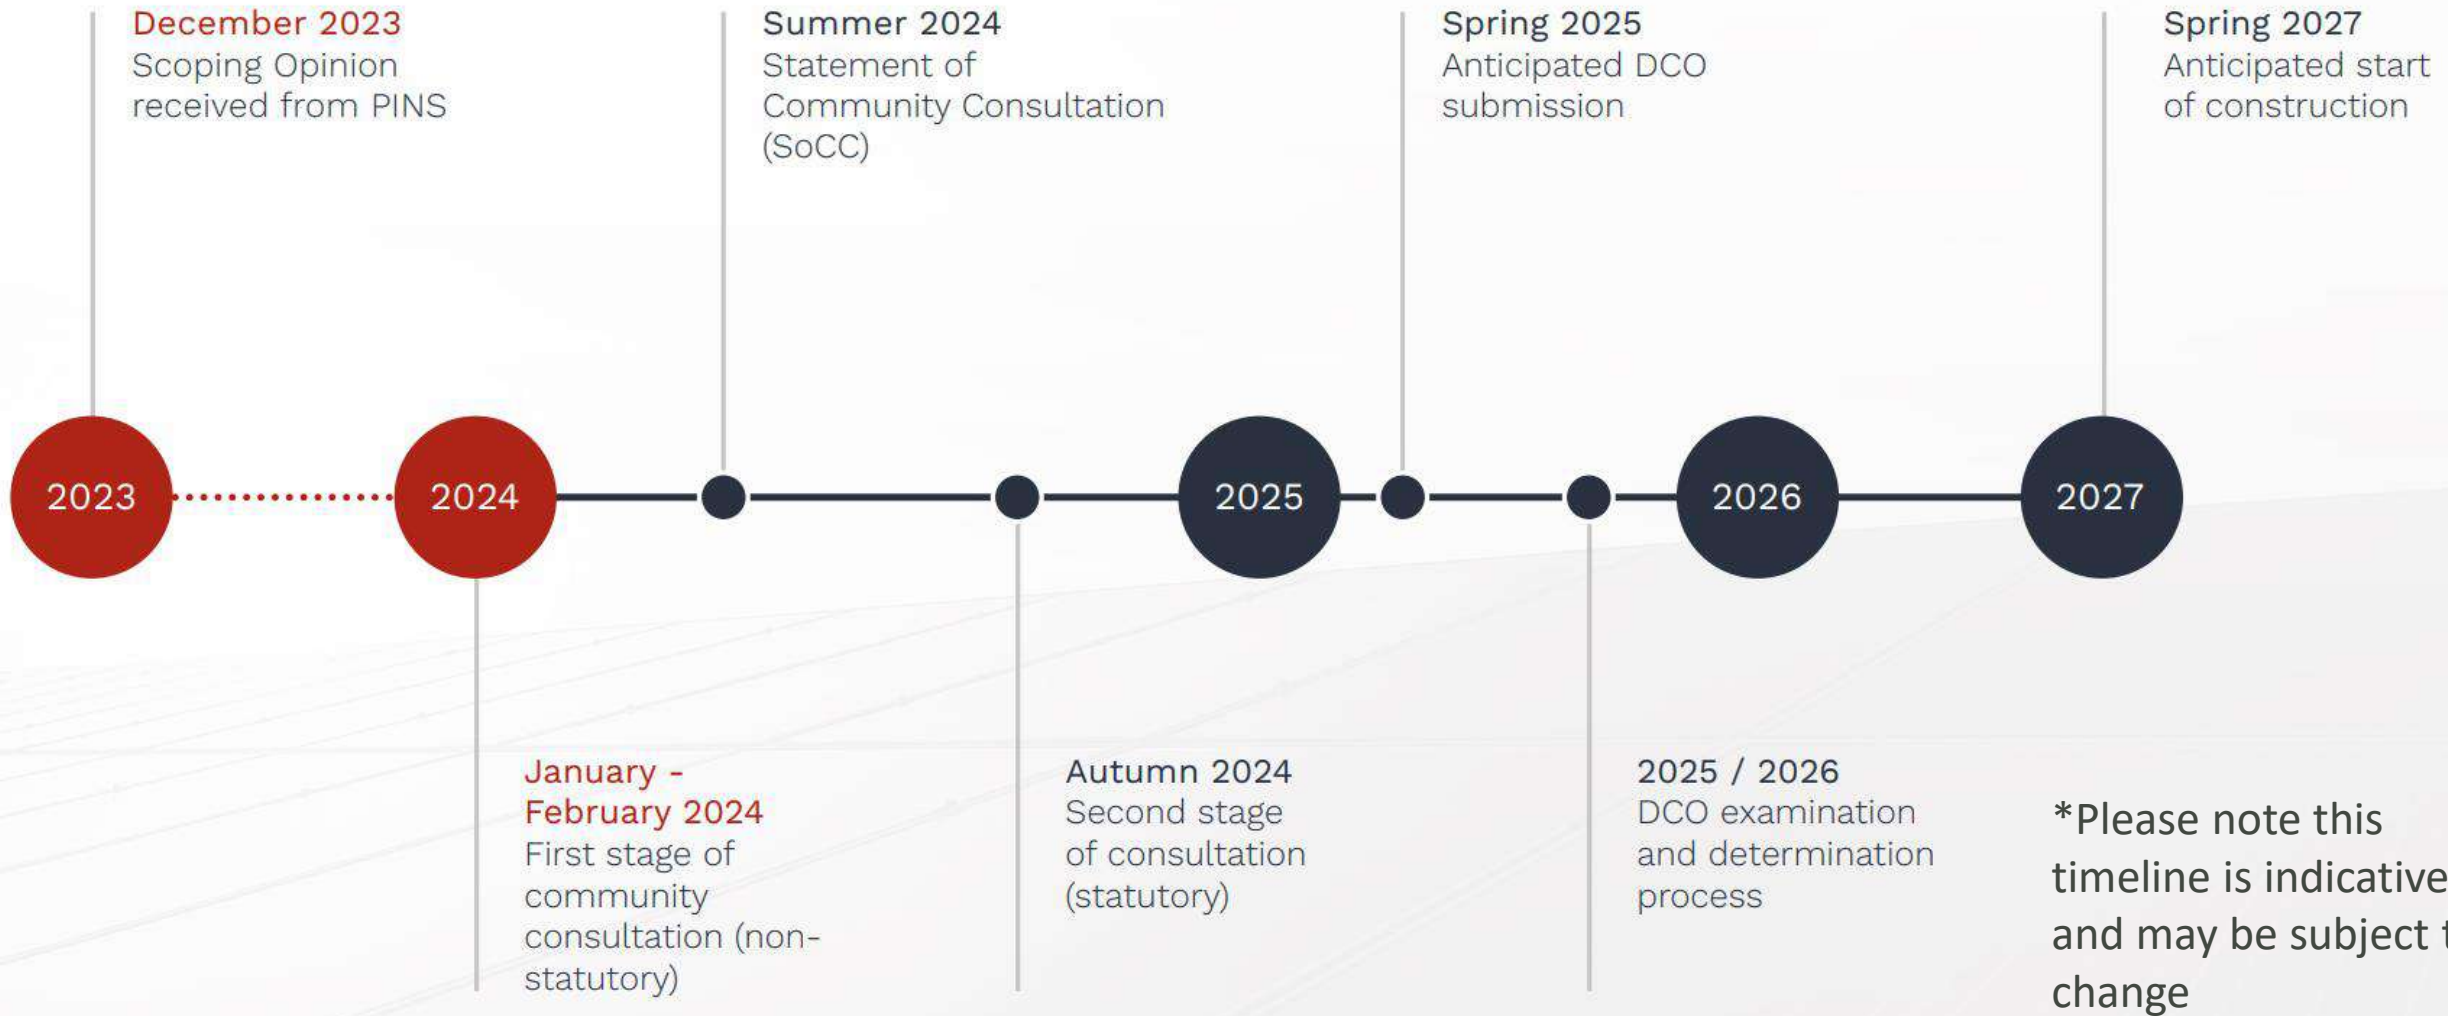 December 2023
Scoping Opinion
received from PINS
Summer 2024
Statement of
Community Consultation
(SoCC)
Spring 2025
Anticipated DCO
submission
Spring 2027
Anticipated start
of construction
2023
2024
2025
2026
2027
January -
February 2024
First stage of
community
consultation (non-
statutory)
Autumn 2024
Second stage
of consultation
(statutory)
2025 / 2026
DCO examination
and determination
process
*Please note this
timeline is indicative
and may be subject
change